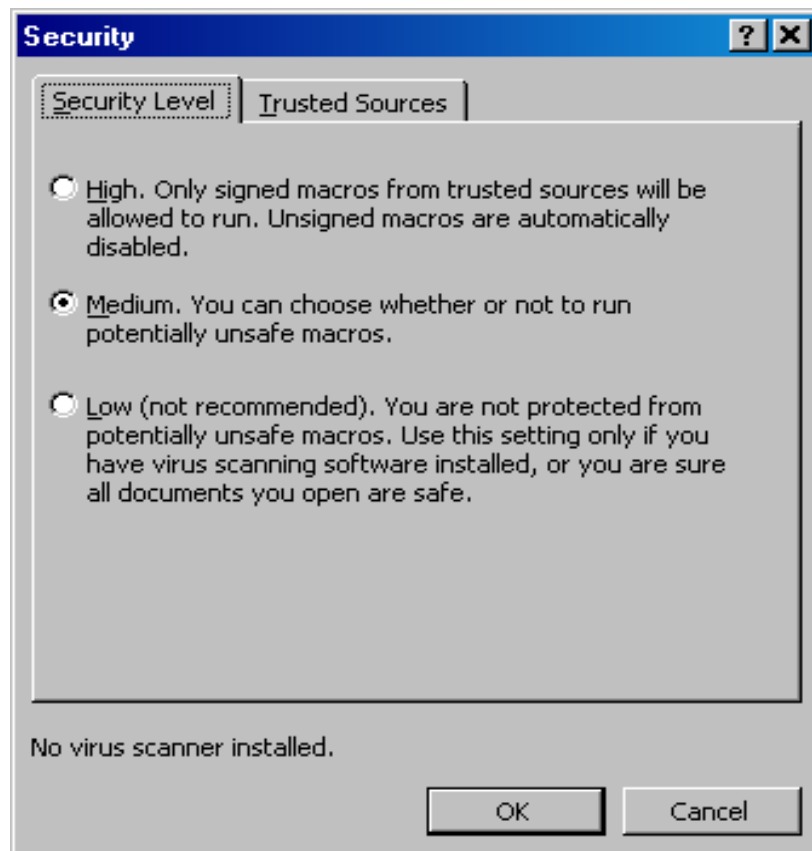 Security
Security Level Trusted Sources
High. Only signed macros from trusted sources will be
allowed to run. Unsigned macros are automatically
disabled.
Medium. You can choose whether or not to run
potentially unsafe macros.
Low (not recommended). You are not protected from
potentially unsafe macros. Use this setting only if you
have virus scanning software installed, or you are sure
all documents you open are safe.
No virus scanner installed.
OK Cancel